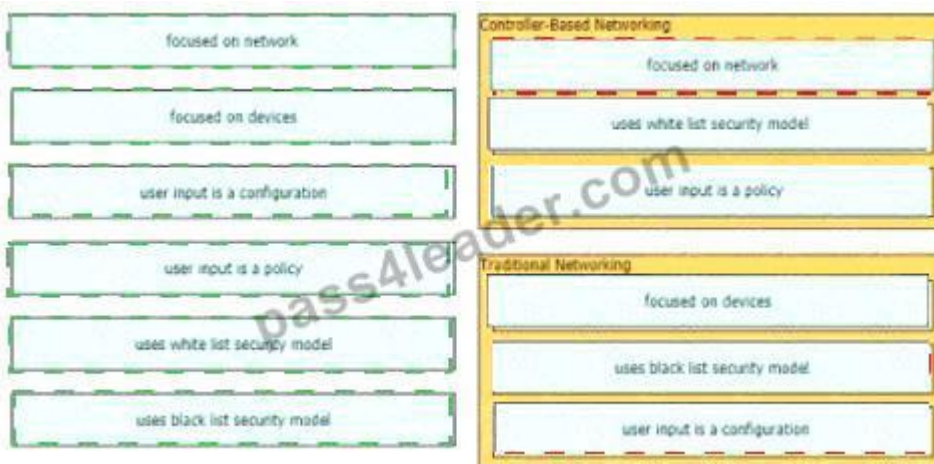 focused on network
focused on devices
user input is a configuration
user input is a policy
uses white list security model
uses black list security model
Controller-Based Networking
focused on network
uses white list security model
user input is a policy
Traditional Networking
focused on devices
uses black list security model
user input is a configuration
pass4leader.com